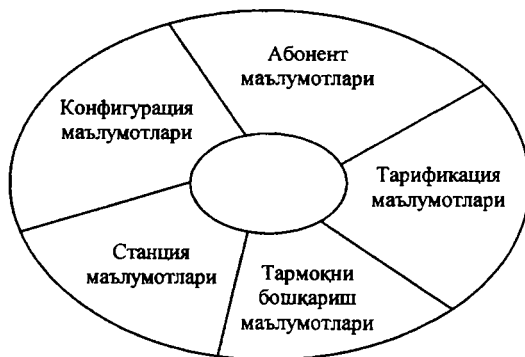 Абонент
маълумотлари
Конфигурация
маълумотлари
Тарификация
маълумотлари
Станция
маълумотлари
Тармоқни
бошқариш
маълумотлари